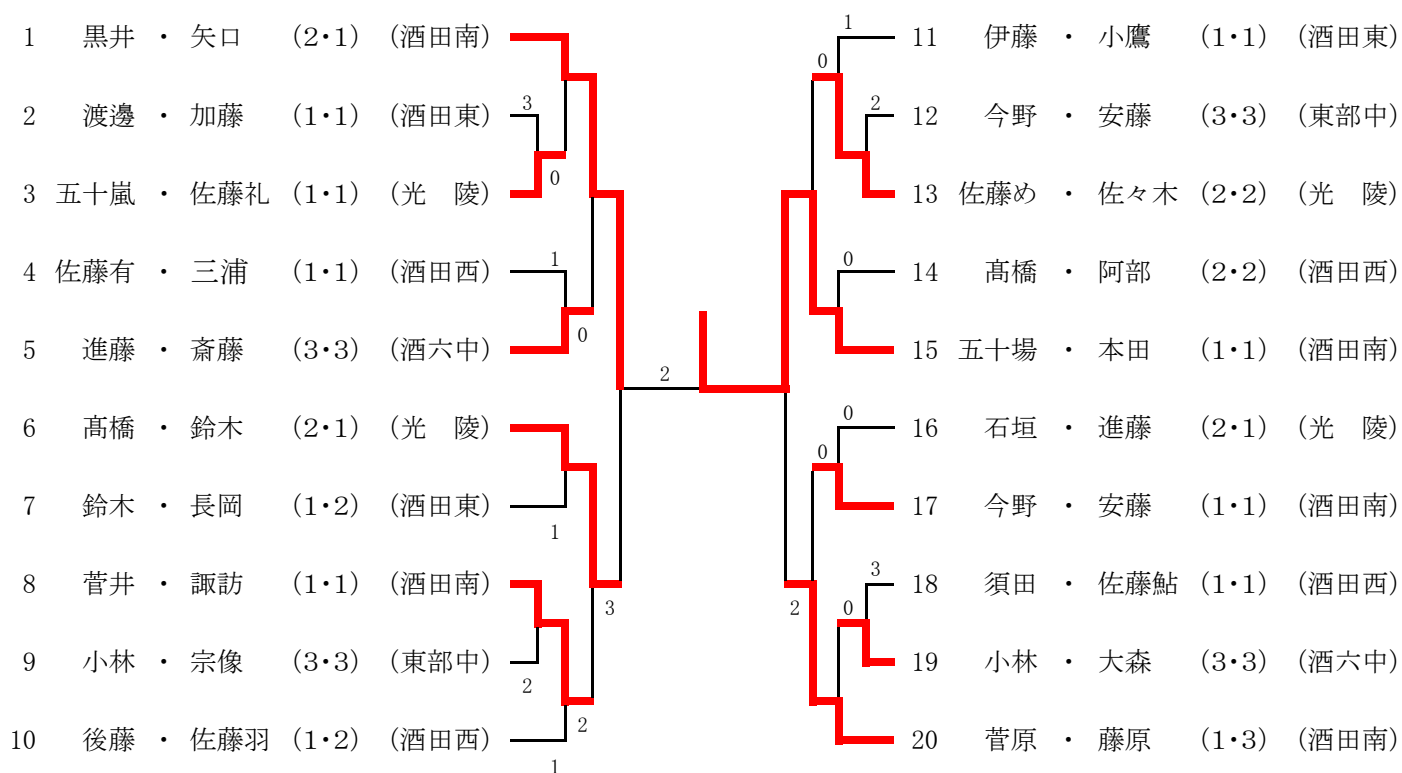 1 黒井 ・ 矢口 (2・1) (酒田南)
2 渡邊 ・ 加藤 (1・1) (酒田東)
3 五十嵐 ・ 佐藤礼 (1・1) (光 陵)
4 佐藤有 ・ 三浦 (1・1) (酒田西)
5 進藤 ・ 斎藤 (3・3) (酒六中)
6 髙橋 ・ 鈴木 (2・1) (光 陵)
7 鈴木 ・ 長岡 (1・2) (酒田東)
8 菅井 ・ 諏訪 (1・1) (酒田南)
9 小林 ・ 宗像 (3・3) (東部中)
10 後藤 ・ 佐藤羽 (1・2) (酒田西)
3
0
1
0
1
3
2
2
1
2
1
0
2
0
0
0
3
0
2
11 伊藤 ・ 小鷹 (1・1) (酒田東)
12 今野 ・ 安藤 (3・3) (東部中)
13 佐藤め ・ 佐々木 (2・2) (光 陵)
14 髙橋 ・ 阿部 (2・2) (酒田西)
15 五十場 ・ 本田 (1・1) (酒田南)
16 石垣 ・ 進藤 (2・1) (光 陵)
17 今野 ・ 安藤 (1・1) (酒田南)
18 須田 ・ 佐藤鮎 (1・1) (酒田西)
19 小林 ・ 大森 (3・3) (酒六中)
20 菅原 ・ 藤原 (1・3) (酒田南)